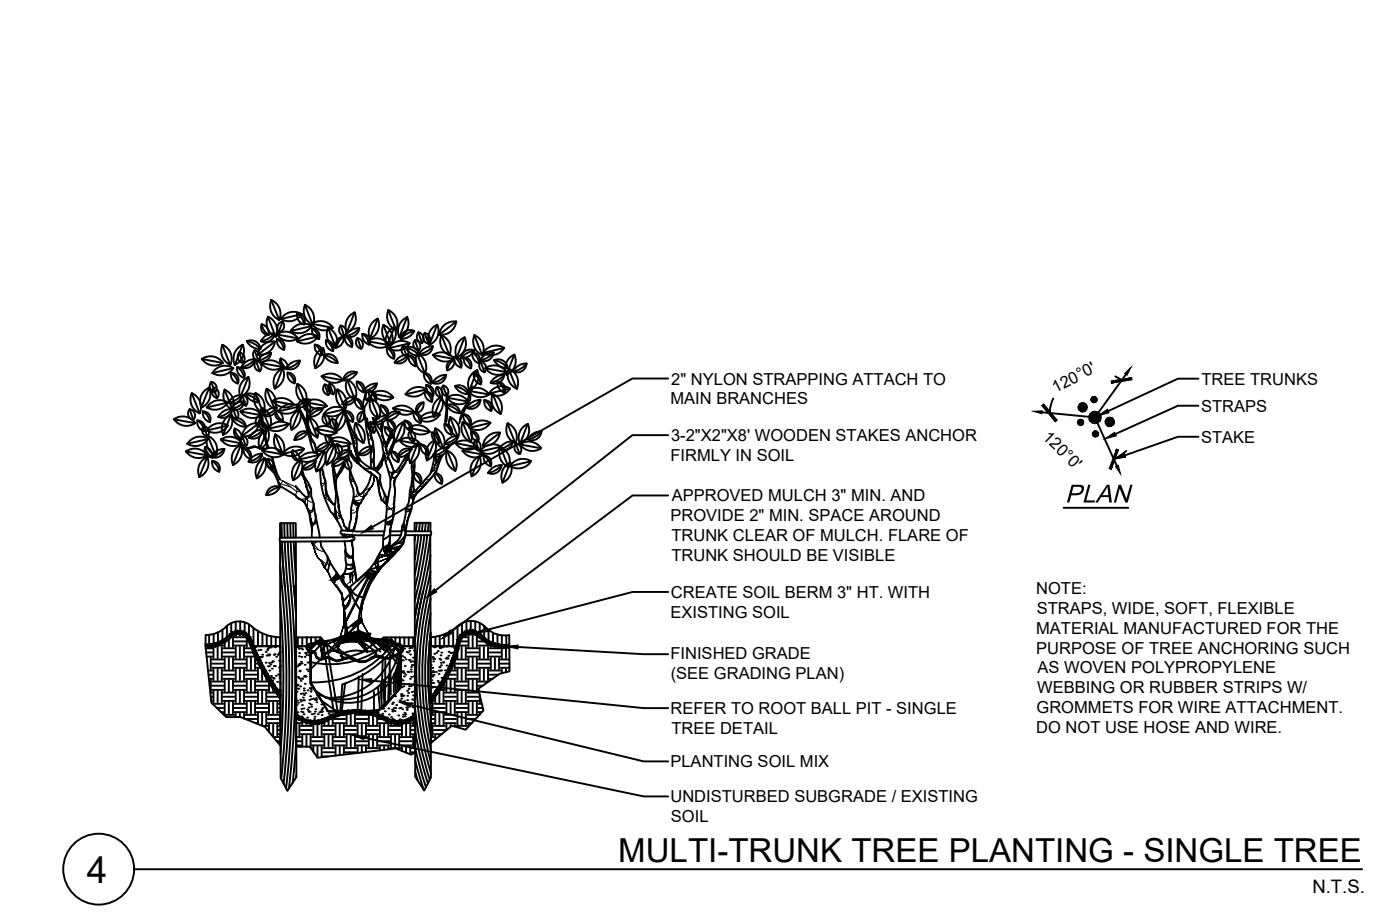 2" NYLON STRAPPING ATTACH TO
MAIN BRANCHES
3-2"X2"X8' WOODEN STAKES ANCHOR
FIRMLY IN SOIL
APPROVED MULCH 3" MIN. AND
PROVIDE 2" MIN. SPACE AROUND
TRUNK CLEAR OF MULCH. FLARE OF
TRUNK SHOULD BE VISIBLE
CREATE SOIL BERM 3" HT. WITH
EXISTING SOIL
FINISHED GRADE
(SEE GRADING PLAN)
REFER TO ROOT BALL PIT - SINGLE
TREE DETAIL
PLANTING SOIL MIX
UNDISTURBED SUBGRADE / EXISTING
SOIL
120°0'
120°0'
TREE TRUNKS
STRAPS
STAKE
PLAN
NOTE:
STRAPS, WIDE, SOFT, FLEXIBLE
MATERIAL MANUFACTURED FOR THE
PURPOSE OF TREE ANCHORING SUCH
AS WOVEN POLYPROPYLENE
WEBBING OR RUBBER STRIPS W/
GROMMETS FOR WIRE ATTACHMENT.
DO NOT USE HOSE AND WIRE.
4
MULTI-TRUNK TREE PLANTING - SINGLE TREE
N.T.S.